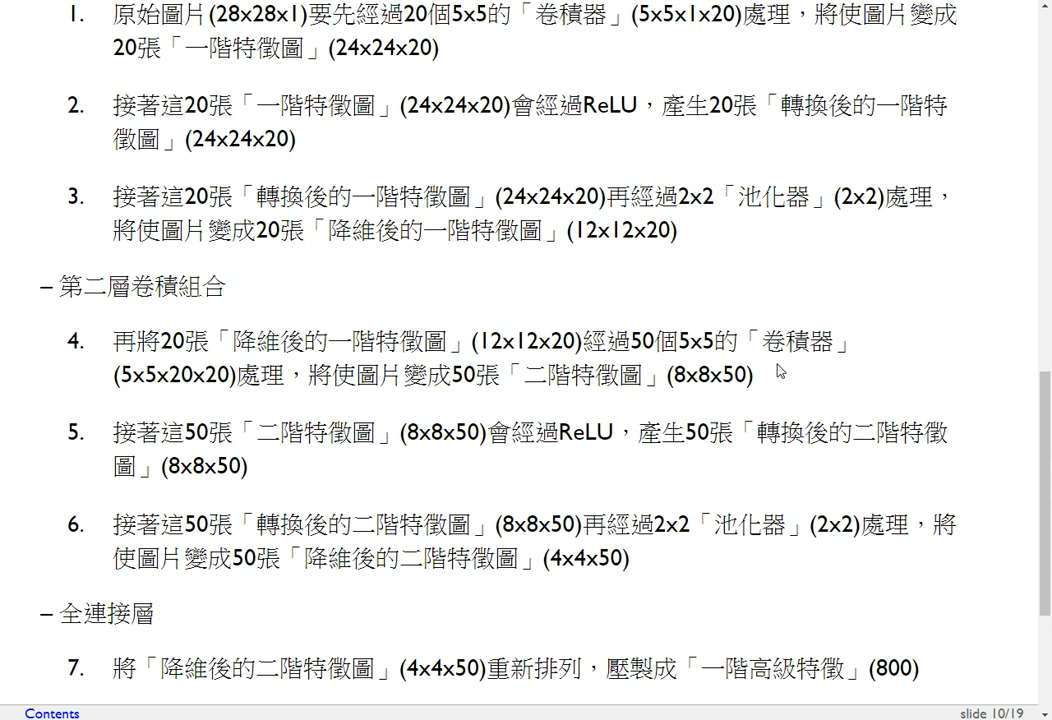 1. 原始圖片(28x28x1)要先經過20個5x5的「卷積器」(5x5x1x20)處理，將使圖片變成
20張「一階特徵圖」(24x24x20)
2. 接著這20張「一階特徵圖」(24x24x20)會經過ReLU，產生20張「轉換後的一階特
徵圖」(24x24x20)
3. 接著這20張「轉換後的一階特徵圖」(24x24x20)再經過2x2「池化器」(2x2)處理，
將使圖片變成20張「降維後的一階特徵圖」(12x12x20)
– 第二層卷積組合
4. 再將20張「降維後的一階特徵圖」(12x12x20)經過50個5x5的「卷積器」
(5x5x20x20)處理，將使圖片變成50張「二階特徵圖」(8x8x50)
5. 接著這50張「二階特徵圖」(8x8x50)會經過ReLU，產生50張「轉換後的二階特徵
圖」(8x8x50)
6. 接著這50張「轉換後的二階特徵圖」(8x8x50)再經過2x2「池化器」(2x2)處理，將
使圖片變成50張「降維後的二階特徵圖」(4x4x50)
– 全連接層
7. 將「降維後的二階特徵圖」(4x4x50)重新排列，壓製成「一階高級特徵」(800)
Contents
slide 10/19